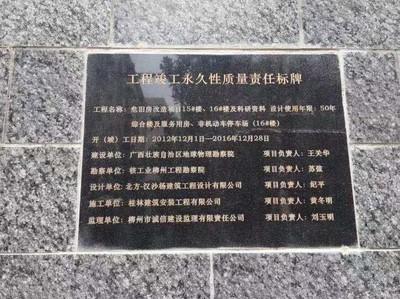 工程竣工永久性质量责任标牌
工程名称：危旧房改造项目15#楼、16#楼及科研资料 设计使用年限：50年
综合楼及服务用房、非机动车停车场（16#楼）
开（竣）工日期：2012年12月1日—2016年12月28日
建设单位：广西壮族自治区地球物理勘察院 项目负责人：王关华
勘察单位：核工业柳州工程勘察院 项目负责人：苏俭
设计单位：北方-汉沙杨建筑工程设计有限公司 项目负责人：纪平
施工单位：桂林建筑安装工程有限公司 项目负责人：黄冬明
监理单位：柳州市诚信建设监理有限责任公司 项目负责人：刘玉明